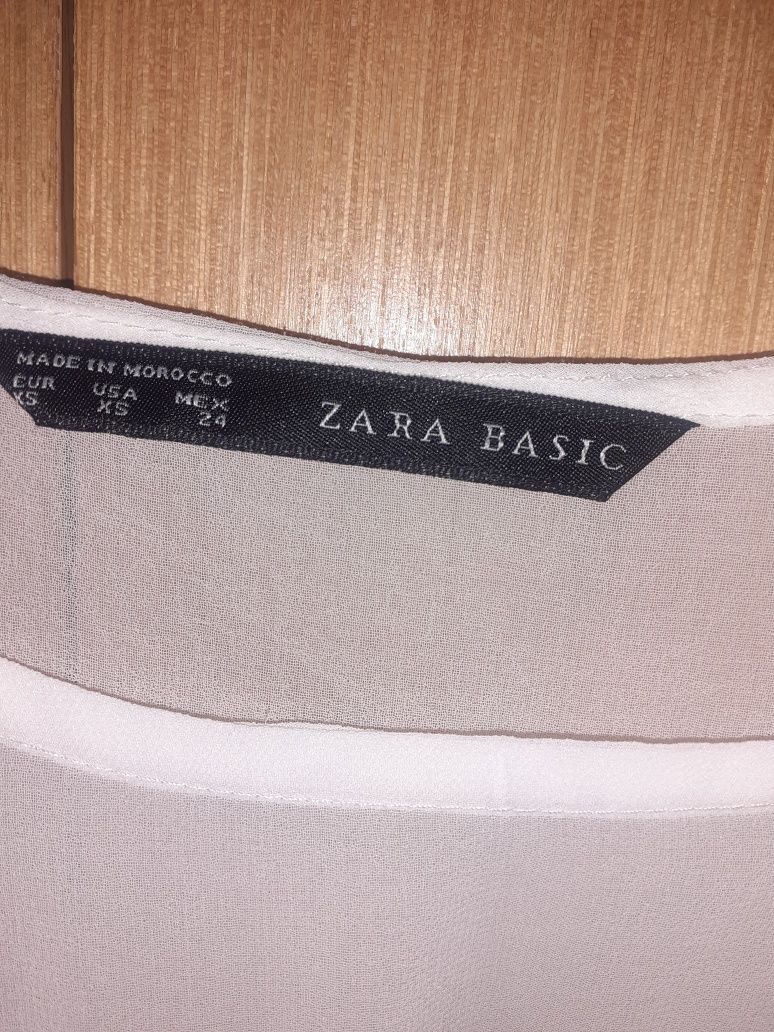 MADE IN MOROCCO
EUR USA MEX
XS XS 24
ZARA BASIC